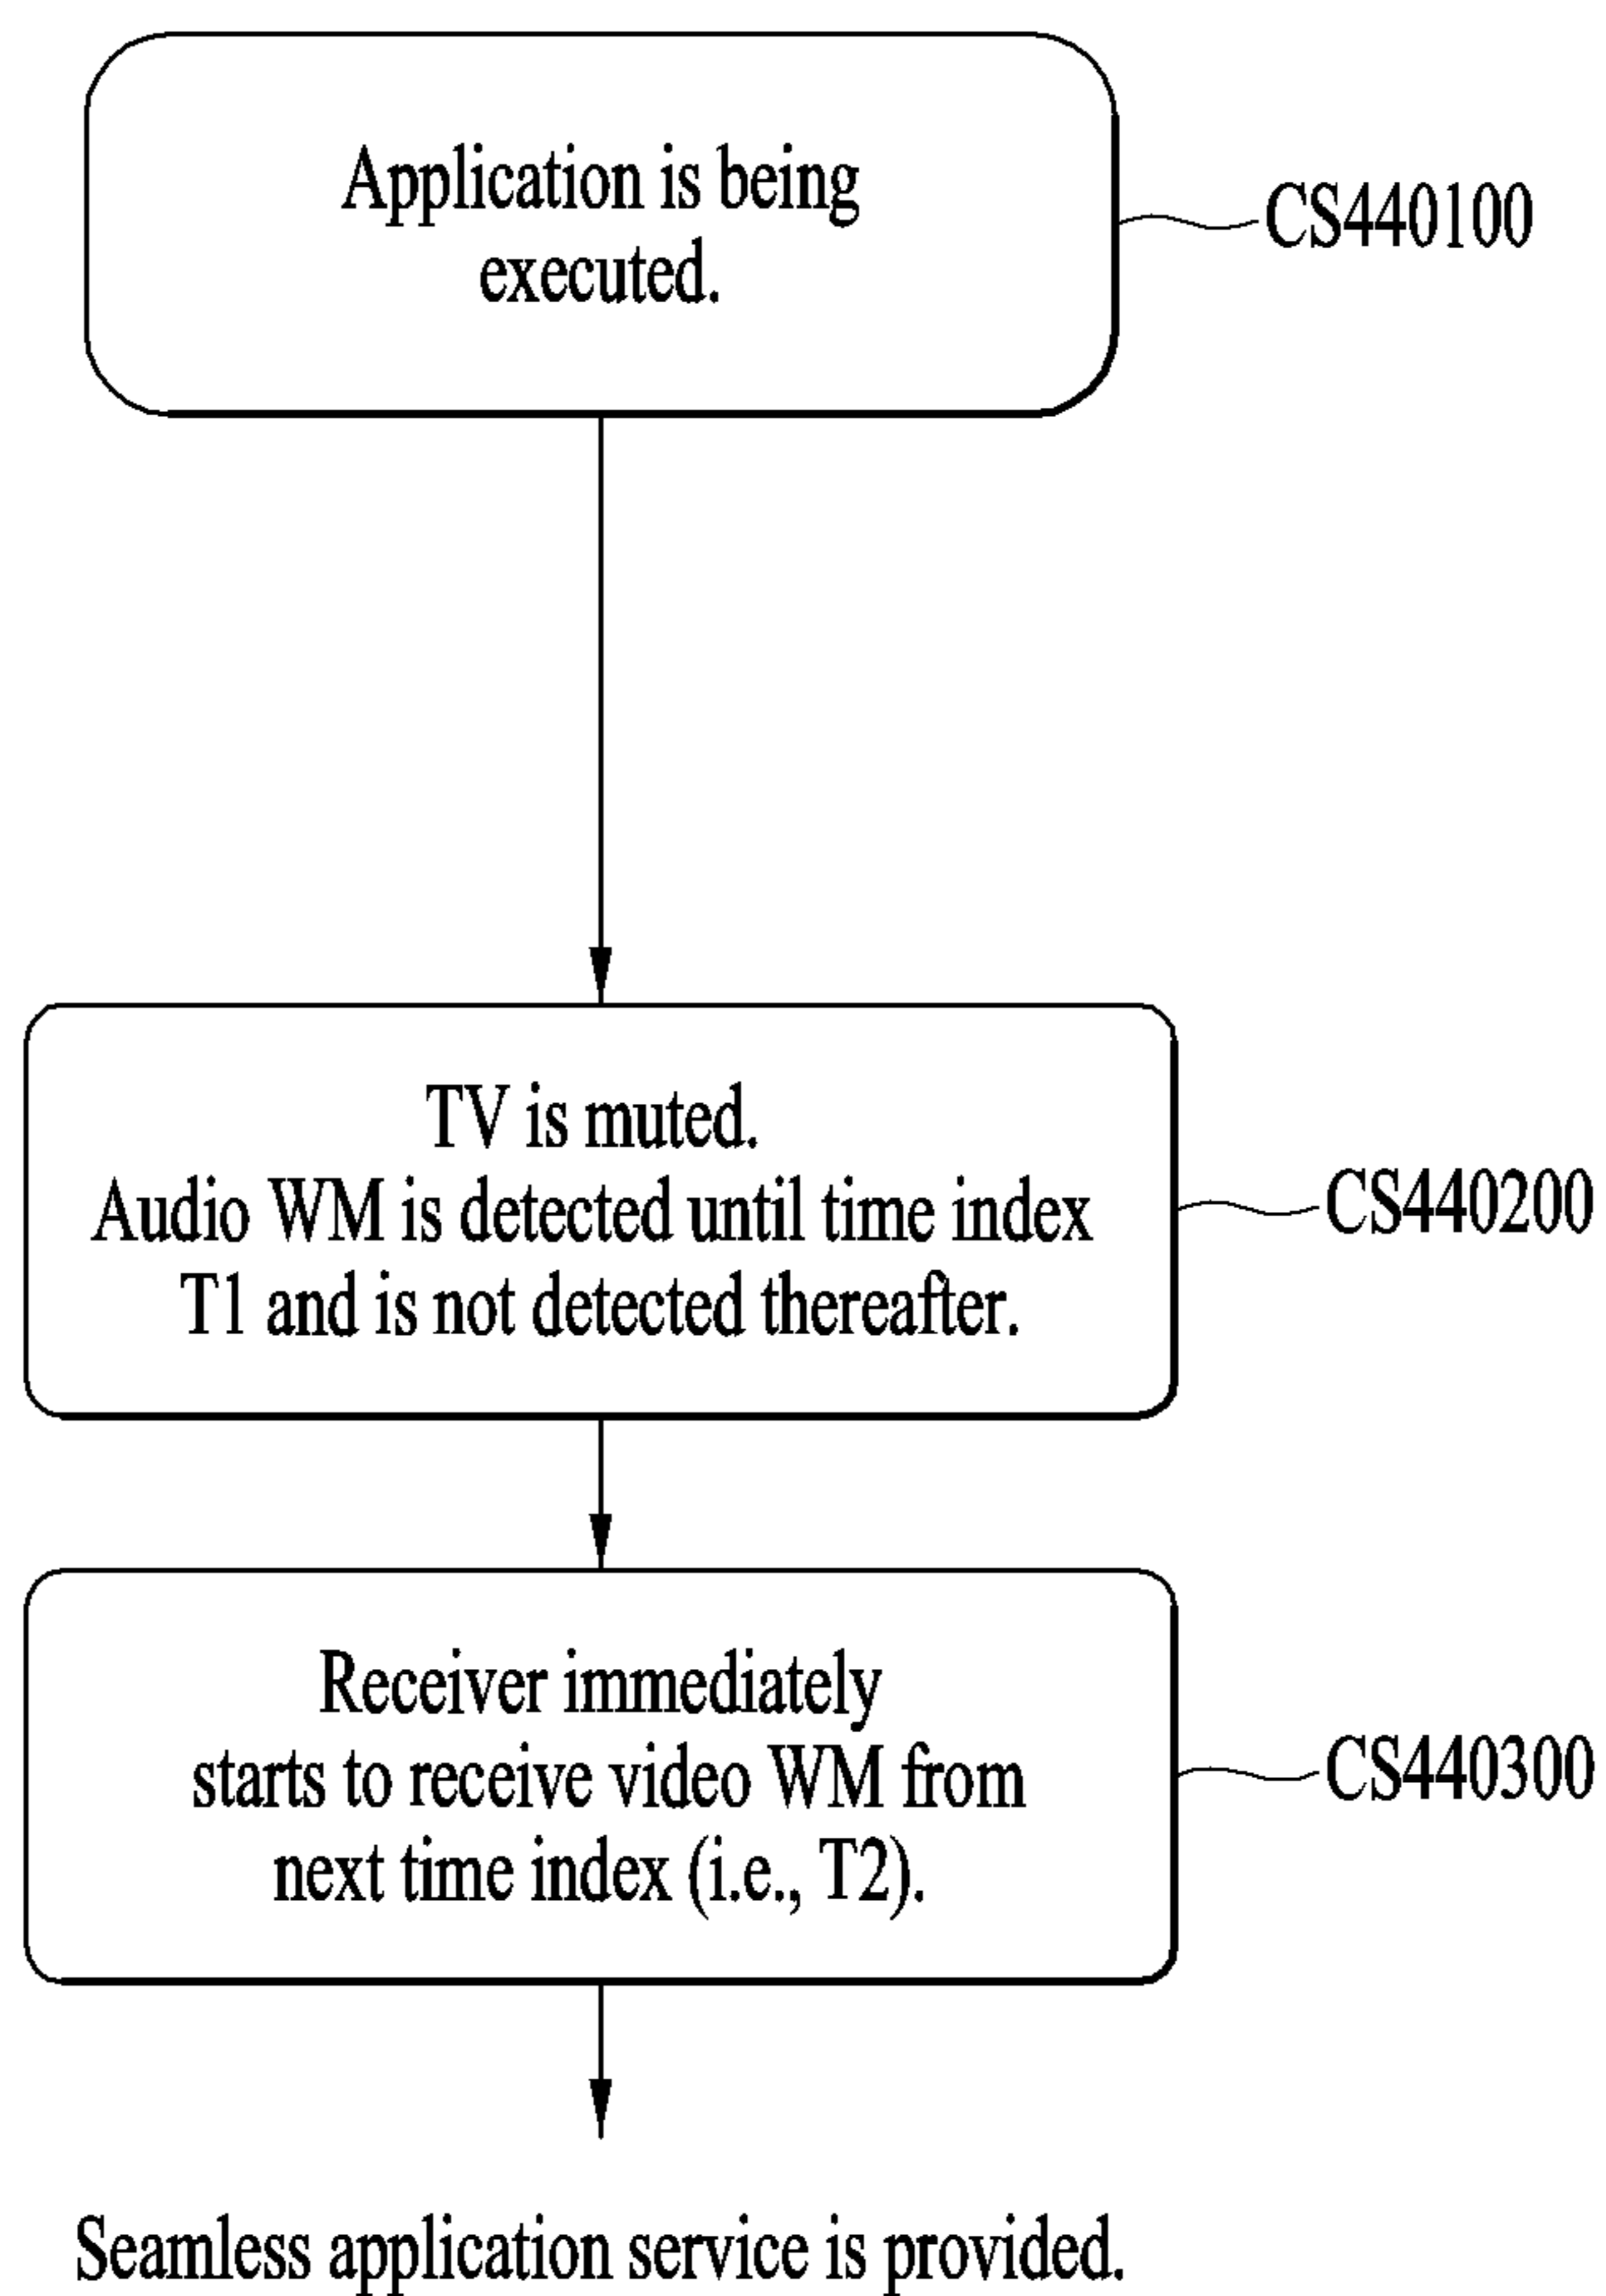 Application is being
executed.
CS440100
TV is muted.
Audio WM is detected until time index
T1 and is not detected thereafter.
CS440200
Receiver immediately
starts to receive video WM from
next time index (i.e., T2).
CS440300
Seamless application service is provided.